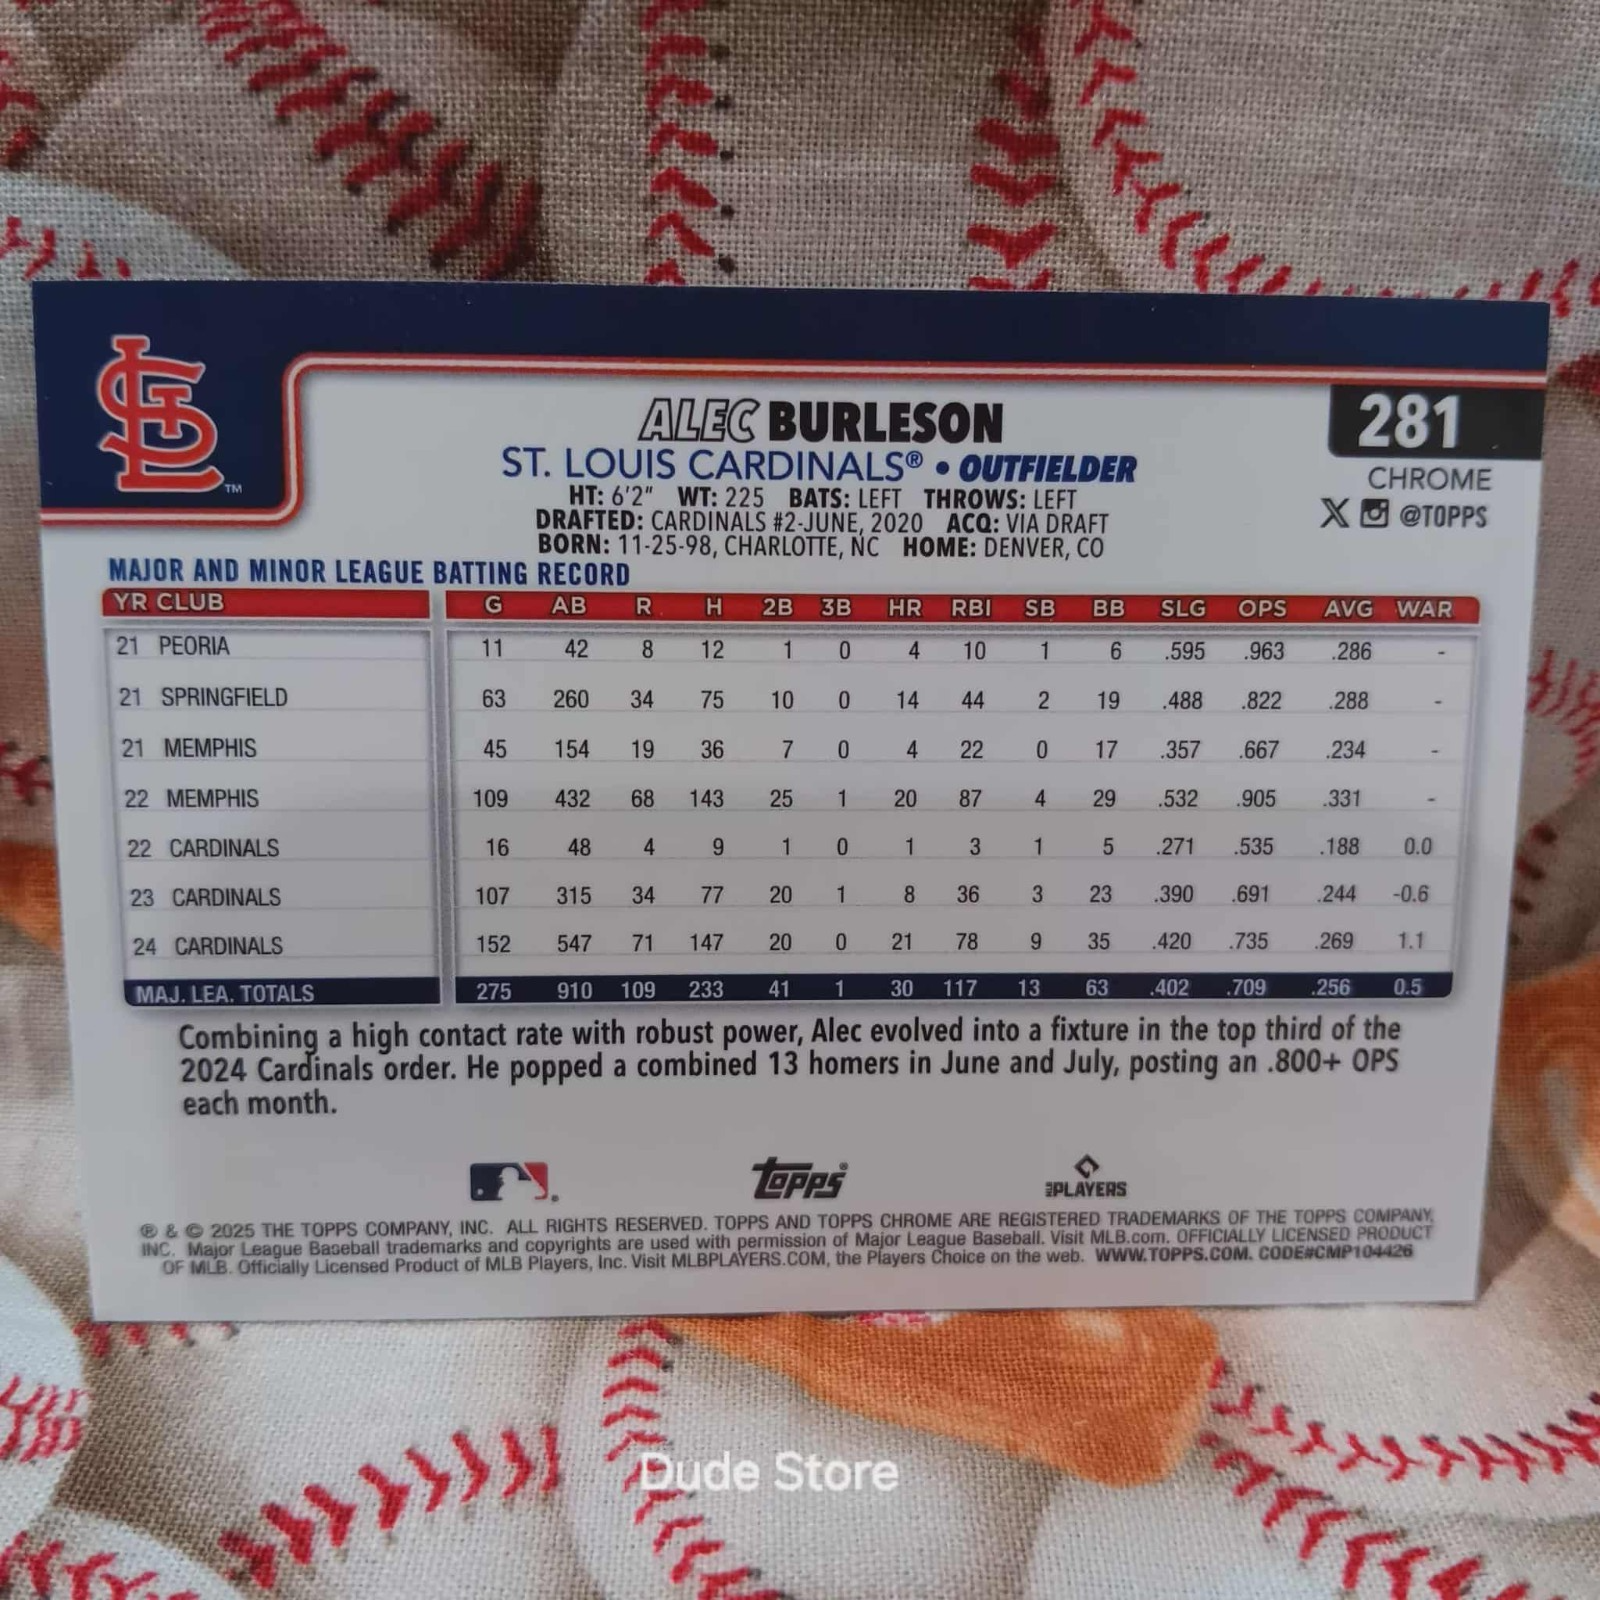 STL ™
ALEC BURLESON
281
ST. LOUIS CARDINALS® • OUTFIELDER
CHROME
HT: 6'2" WT: 225 BATS: LEFT THROWS: LEFT
X @TOPPS
DRAFTED: CARDINALS #2-JUNE, 2020 ACQ: VIA DRAFT
BORN: 11-25-98, CHARLOTTE, NC HOME: DENVER, CO
MAJOR AND MINOR LEAGUE BATTING RECORD
YR CLUB G AB R H 2B 3B HR RBI SB BB SLG OPS AVG WAR
21 PEORIA 11 42 8 12 1 0 4 10 1 6 .595 .963 .286 -
21 SPRINGFIELD 63 260 34 75 10 0 14 44 2 19 .488 .822 .288 -
21 MEMPHIS 45 154 19 36 7 0 4 22 0 17 .357 .667 .234 -
22 MEMPHIS 109 432 68 143 25 1 20 87 4 29 .532 .905 .331 -
22 CARDINALS 16 48 4 9 1 0 1 3 1 5 .271 .535 .188 0.0
23 CARDINALS 107 315 34 77 20 1 8 36 3 23 .390 .691 .244 -0.6
24 CARDINALS 152 547 71 147 20 0 21 78 9 35 .420 .735 .269 1.1
MAJ. LEA. TOTALS 275 910 109 233 41 1 30 117 13 63 .402 .709 .256 0.5
Combining a high contact rate with robust power, Alec evolved into a fixture in the top third of the
2024 Cardinals order. He popped a combined 13 homers in June and July, posting an .800+ OPS
each month.
topps® MLB PLAYERS
® & © 2025 THE TOPPS COMPANY, INC. ALL RIGHTS RESERVED. TOPPS AND TOPPS CHROME ARE REGISTERED TRADEMARKS OF THE TOPPS COMPANY,
INC. Major League Baseball trademarks and copyrights are used with permission of Major League Baseball. Visit MLB.com. OFFICIALLY LICENSED PRODUCT
OF MLB. Officially Licensed Product of MLB Players, Inc. Visit MLBPLAYERS.COM, the Players Choice on the web. WWW.TOPPS.COM. CODE#CMP104426
Dude Store